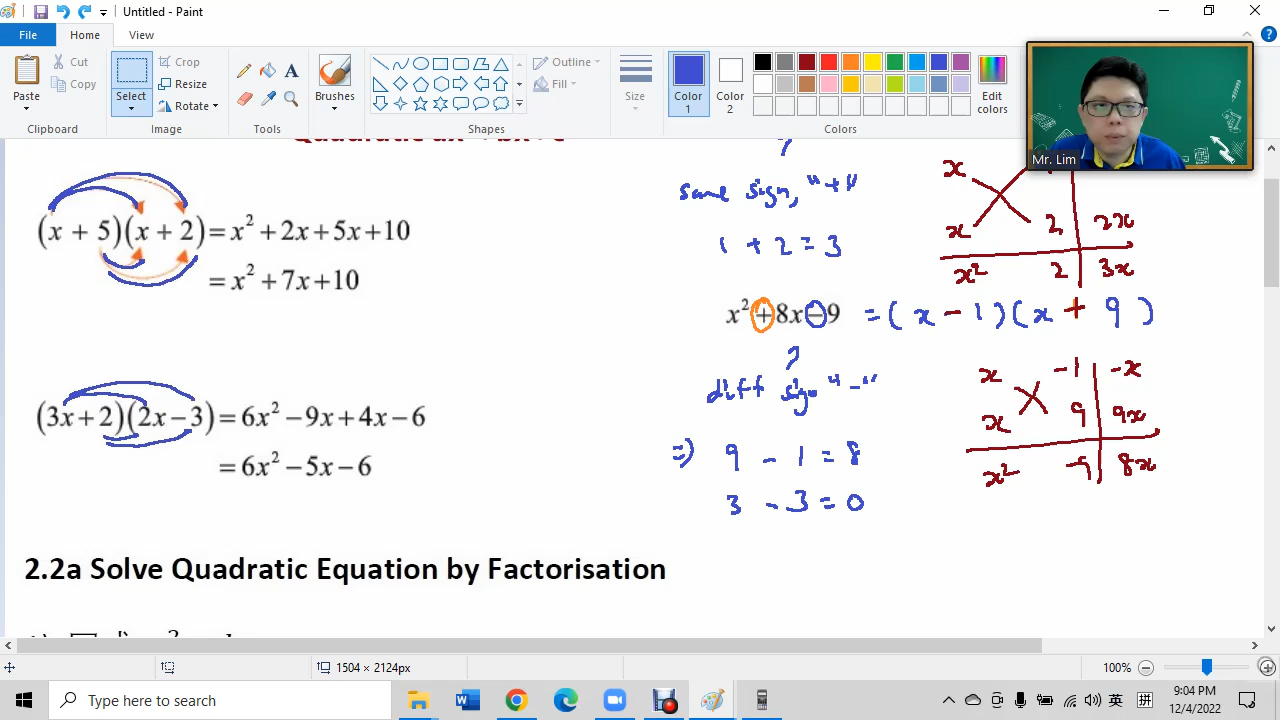 Untitled - Paint
File Home View
Paste
Cut
Copy
Clipboard
Select
Crop
Resize
Rotate
Image
Tools
Brushes
Shapes
Outline
Fill
Size
Color 1
Color 2
Edit colors
Colors
Mr. Lim
(x + 5)(x + 2) = x² + 2x + 5x + 10
= x² + 7x + 10
(3x + 2)(2x − 3) = 6x² − 9x + 4x − 6
= 6x² − 5x − 6
same sign, "+"
1 + 2 = 3
x
x 2 2x
x² 2 3x
x² + 8x − 9 = (x − 1)(x + 9)
diff sign "−"
⇒ 9 − 1 = 8
3 − 3 = 0
x −1 −x
x 9 9x
x² −9 8x
2.2a Solve Quadratic Equation by Factorisation
1504 × 2124px
100%
Type here to search
英
拼
9:04 PM
12/4/2022